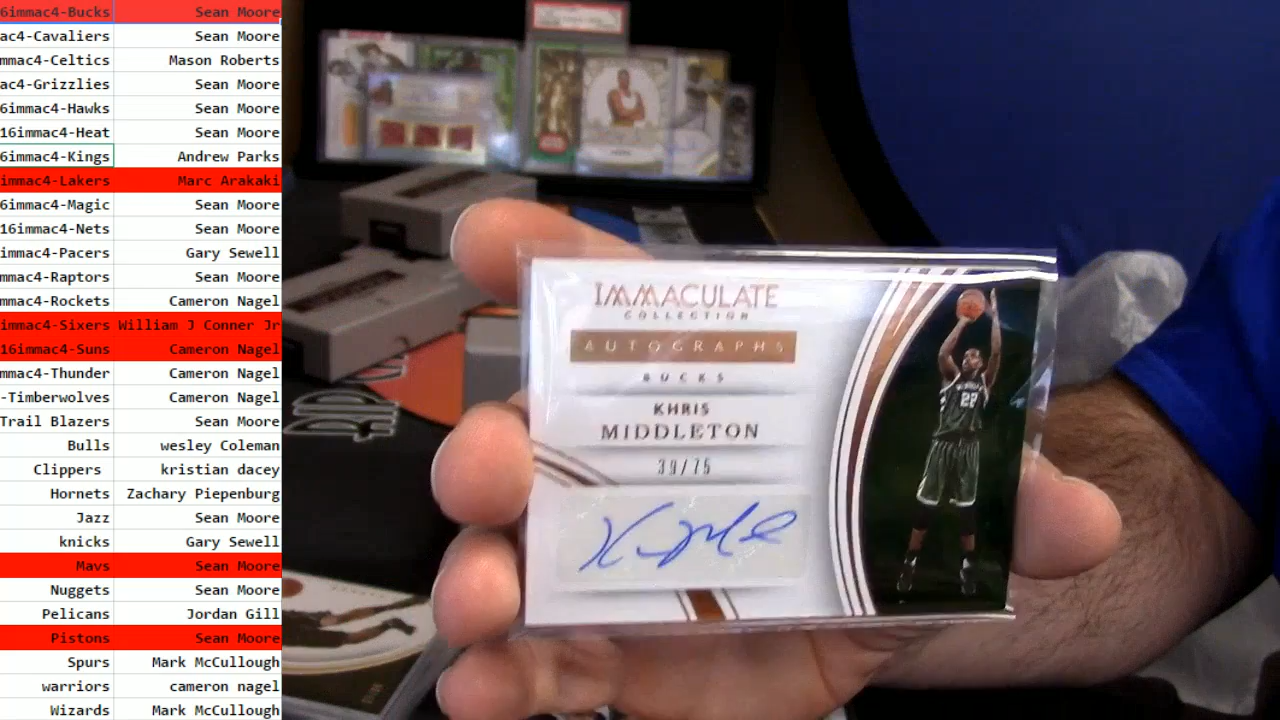 6immac4-Bucks Sean Moore
ac4-Cavaliers Sean Moore
mmac4-Celtics Mason Roberts
ac4-Grizzlies Sean Moore
6immac4-Hawks Sean Moore
16immac4-Heat Sean Moore
6immac4-Kings Andrew Parks
immac4-Lakers Marc Arakaki
6immac4-Magic Sean Moore
16immac4-Nets Sean Moore
immac4-Pacers Gary Sewell
mmac4-Raptors Sean Moore
mmac4-Rockets Cameron Nagel
immac4-Sixers William J Conner Jr
16immac4-Suns Cameron Nagel
mmac4-Thunder Cameron Nagel
-Timberwolves Cameron Nagel
Trail Blazers Sean Moore
Bulls wesley Coleman
Clippers kristian dacey
Hornets Zachary Piepenburg
Jazz Sean Moore
knicks Gary Sewell
Mavs Sean Moore
Nuggets Sean Moore
Pelicans Jordan Gill
Pistons Sean Moore
Spurs Mark McCullough
warriors cameron nagel
Wizards Mark McCullough
IMMACULATE
COLLECTION
AUTOGRAPHS
BUCKS
KHRIS
MIDDLETON
39/75
22